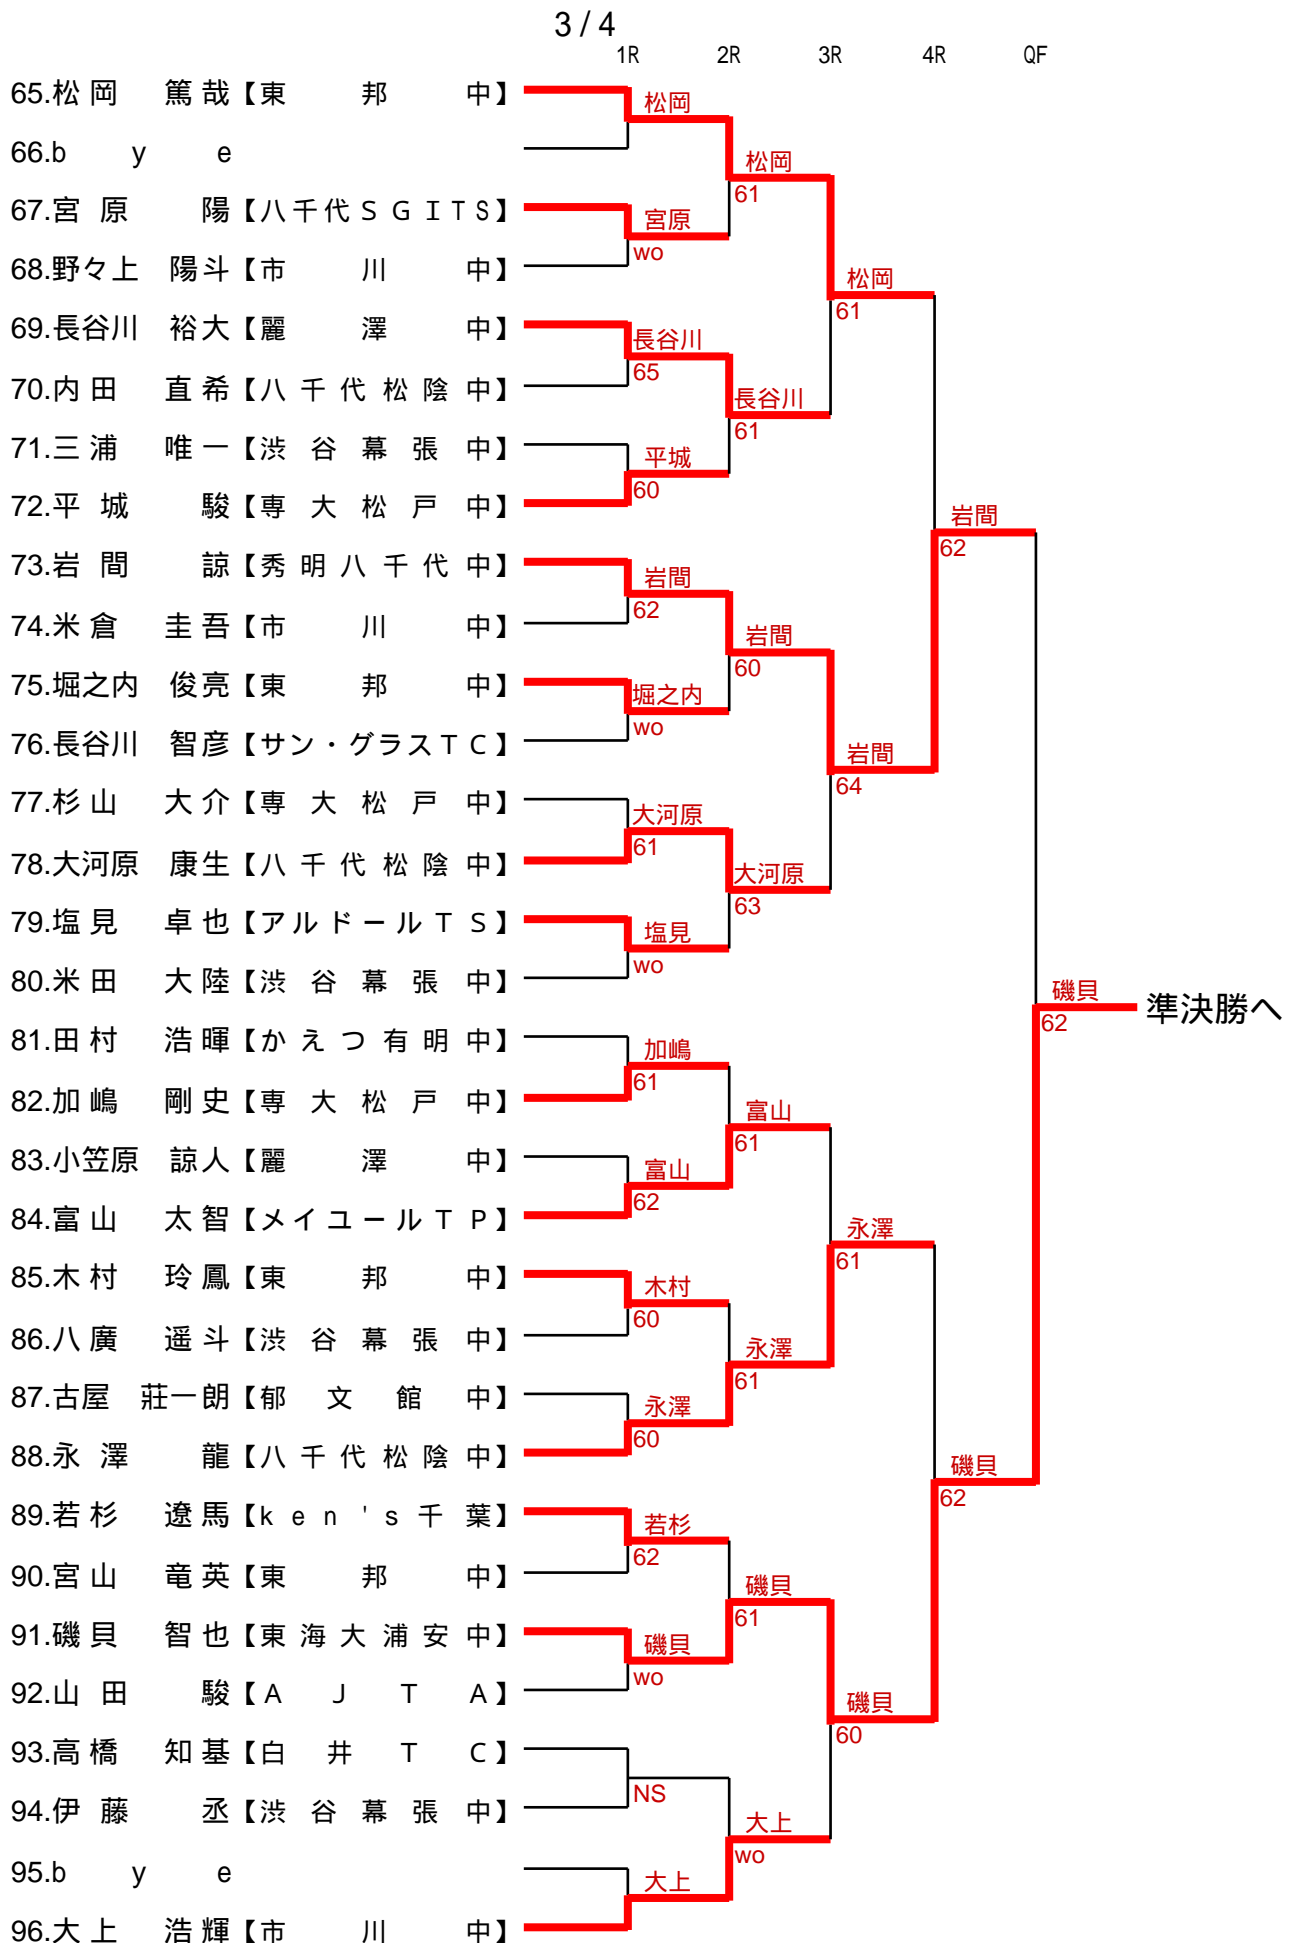 3/4
1R 2R 3R 4R QF
65.松岡 篤哉【東邦中】
松岡
66.bye
松岡
61
67.宮原 陽【八千代SGITS】
宮原
wo
68.野々上 陽斗【市川中】
松岡
61
69.長谷川 裕大【麗澤中】
長谷川
65
70.内田 直希【八千代松陰中】
長谷川
61
71.三浦 唯一【渋谷幕張中】
平城
60
72.平城 駿【専大松戸中】
岩間
62
73.岩間 諒【秀明八千代中】
岩間
62
74.米倉 圭吾【市川中】
岩間
60
75.堀之内 俊亮【東邦中】
堀之内
wo
76.長谷川 智彦【サン・グラスTC】
岩間
64
77.杉山 大介【専大松戸中】
大河原
61
78.大河原 康生【八千代松陰中】
大河原
63
79.塩見 卓也【アルドールTS】
塩見
wo
80.米田 大陸【渋谷幕張中】
磯貝
62
準決勝へ
81.田村 浩暉【かえつ有明中】
加嶋
61
82.加嶋 剛史【専大松戸中】
富山
61
83.小笠原 諒人【麗澤中】
富山
62
84.富山 太智【メイユールTP】
永澤
61
85.木村 玲鳳【東邦中】
木村
60
86.八廣 遥斗【渋谷幕張中】
永澤
61
87.古屋 莊一朗【郁文館中】
永澤
60
88.永澤 龍【八千代松陰中】
磯貝
62
89.若杉 遼馬【ken's千葉】
若杉
62
90.宮山 竜英【東邦中】
磯貝
61
91.磯貝 智也【東海大浦安中】
磯貝
wo
92.山田 駿【AJTA】
磯貝
60
93.高橋 知基【白井TC】
NS
94.伊藤 丞【渋谷幕張中】
大上
wo
95.bye
大上
96.大上 浩輝【市川中】